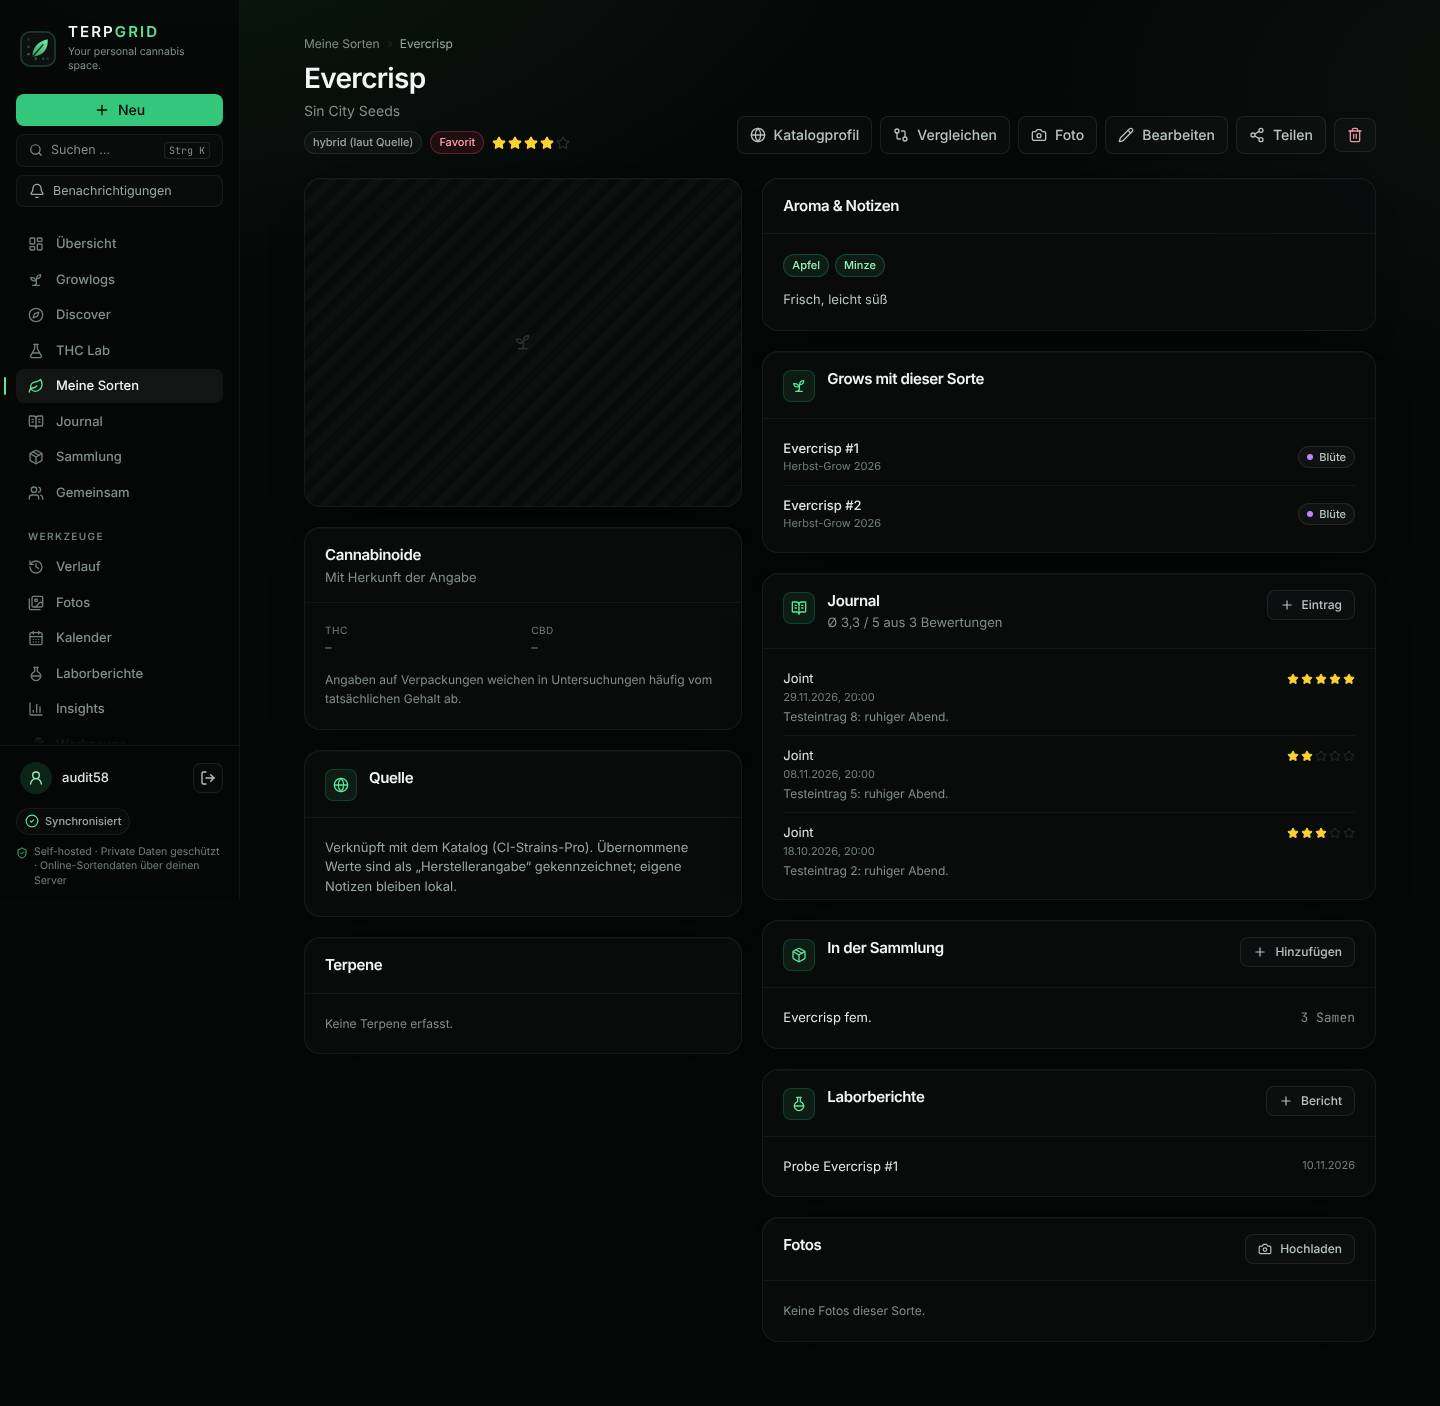 TERPGRID
Your personal cannabis
space.
Neu
Suchen ...
Strg K
Benachrichtigungen
Übersicht
Growlogs
Discover
THC Lab
Meine Sorten
Journal
Sammlung
Gemeinsam
WERKZEUGE
Verlauf
Fotos
Kalender
Laborberichte
Insights
audit58
Synchronisiert
Self-hosted · Private Daten geschützt
· Online-Sortendaten über deinen
Server
Meine Sorten
Evercrisp
Evercrisp
Sin City Seeds
hybrid (laut Quelle)
Favorit
Katalogprofil
Vergleichen
Foto
Bearbeiten
Teilen
Cannabinoide
Mit Herkunft der Angabe
THC
CBD
–
–
Angaben auf Verpackungen weichen in Untersuchungen häufig vom
tatsächlichen Gehalt ab.
Quelle
Verknüpft mit dem Katalog (CI-Strains-Pro). Übernommene
Werte sind als „Herstellerangabe“ gekennzeichnet; eigene
Notizen bleiben lokal.
Terpene
Keine Terpene erfasst.
Aroma & Notizen
Apfel
Minze
Frisch, leicht süß
Grows mit dieser Sorte
Evercrisp #1
Herbst-Grow 2026
Blüte
Evercrisp #2
Herbst-Grow 2026
Blüte
Journal
Ø 3,3 / 5 aus 3 Bewertungen
Eintrag
Joint
29.11.2026, 20:00
Testeintrag 8: ruhiger Abend.
Joint
08.11.2026, 20:00
Testeintrag 5: ruhiger Abend.
Joint
18.10.2026, 20:00
Testeintrag 2: ruhiger Abend.
In der Sammlung
Hinzufügen
Evercrisp fem.
3 Samen
Laborberichte
Bericht
Probe Evercrisp #1
10.11.2026
Fotos
Hochladen
Keine Fotos dieser Sorte.